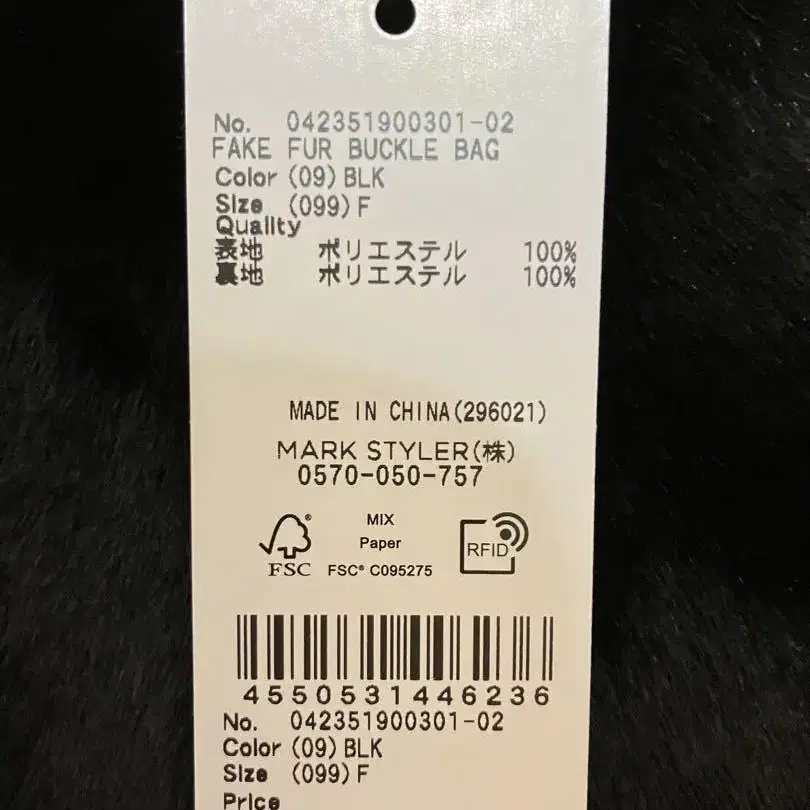 No. 042351900301-02
FAKE FUR BUCKLE BAG
Color (09) BLK
Size (099) F
Quality
表地 ポリエステル 100%
裏地 ポリエステル 100%
MADE IN CHINA(296021)
MARK STYLER(株)
0570-050-757
MIX
Paper
FSC® C095275
FSC
RFID
4550531446236
No. 042351900301-02
Color (09) BLK
Size (099) F
Price